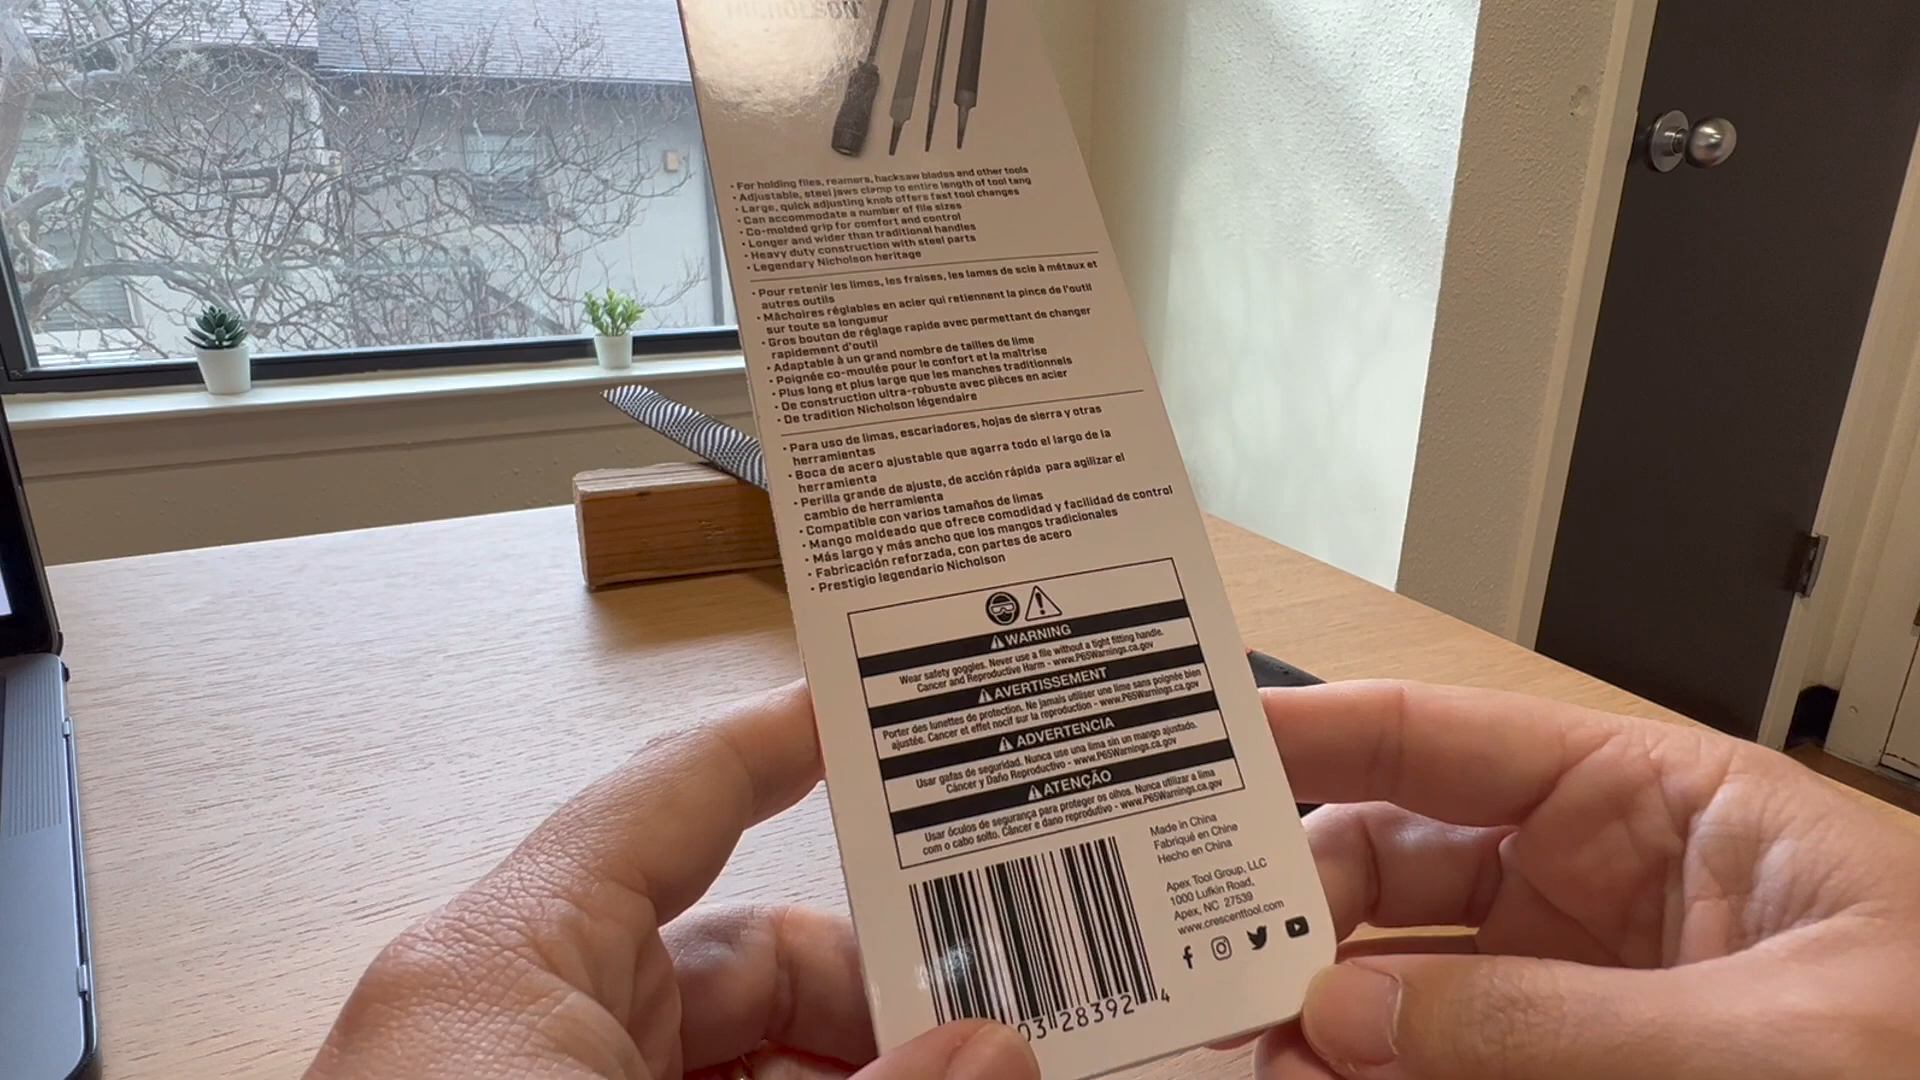 NICHOLSON
• For holding files, reamers, hacksaw blades and other tools
• Adjustable, steel jaws clamp to entire length of tool tang
• Large, quick adjusting knob offers fast tool changes
• Can accommodate a number of file sizes
• Co-molded grip for comfort and control
• Longer and wider than traditional handles
• Heavy duty construction with steel parts
• Legendary Nicholson heritage
• Pour retenir les limes, les fraises, les lames de scie à métaux et
autres outils
• Mâchoires réglables en acier qui retiennent la pince de l'outil
sur toute sa longueur
• Gros bouton de réglage rapide avec permettant de changer
rapidement d'outil
• Adaptable à un grand nombre de tailles de lime
• Poignée co-moulée pour le confort et la maîtrise
• Plus long et plus large que les manches traditionnels
• De construction ultra-robuste avec pièces en acier
• De tradition Nicholson légendaire
• Para uso de limas, escariadores, hojas de sierra y otras
herramientas
• Boca de acero ajustable que agarra todo el largo de la
herramienta
• Perilla grande de ajuste, de acción rápida para agilizar el
cambio de herramienta
• Compatible con varios tamaños de limas
• Mango moldeado que ofrece comodidad y facilidad de control
• Más largo y más ancho que los mangos tradicionales
• Fabricación reforzada, con partes de acero
• Prestigio legendario Nicholson
WARNING
Wear safety goggles. Never use a file without a tight fitting handle.
Cancer and Reproductive Harm - www.P65Warnings.ca.gov
AVERTISSEMENT
Porter des lunettes de protection. Ne jamais utiliser une lime sans poignée bien
ajustée. Cancer et effet nocif sur la reproduction - www.P65Warnings.ca.gov
ADVERTENCIA
Usar gafas de seguridad. Nunca use una lima sin un mango ajustado.
Cáncer y Daño Reproductivo - www.P65Warnings.ca.gov
ATENÇÃO
Usar óculos de segurança para proteger os olhos. Nunca utilizar a lima
com o cabo solto. Câncer e dano reprodutivo - www.P65Warnings.ca.gov
Made in China
Fabriqué en Chine
Hecho en China
Apex Tool Group, LLC
1000 Lufkin Road,
Apex, NC 27539
www.crescenttool.com
03 28392 4